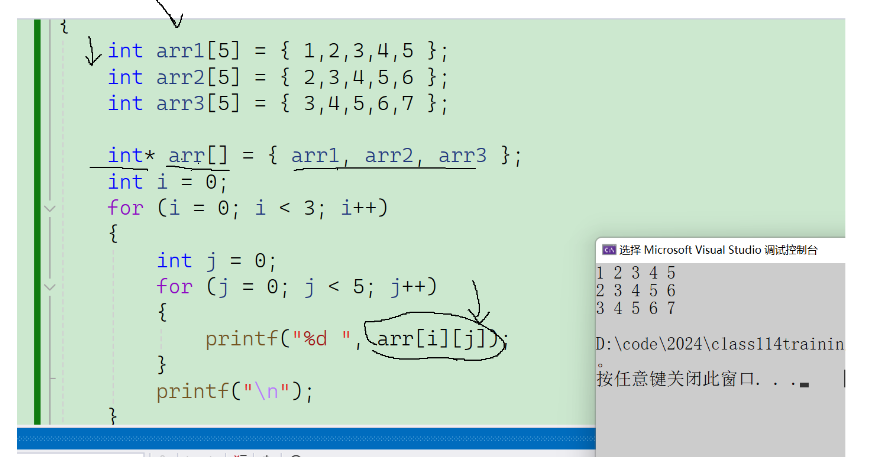 {
int arr1[5] = { 1,2,3,4,5 };
int arr2[5] = { 2,3,4,5,6 };
int arr3[5] = { 3,4,5,6,7 };
int* arr[] = { arr1, arr2, arr3 };
int i = 0;
for (i = 0; i < 3; i++)
{
int j = 0;
for (j = 0; j < 5; j++)
{
printf("%d ", arr[i][j]);
}
printf("\n");
}
选择 Microsoft Visual Studio 调试控制台
1 2 3 4 5
2 3 4 5 6
3 4 5 6 7
D:\code\2024\class114trainin
。
按任意键关闭此窗口. . .